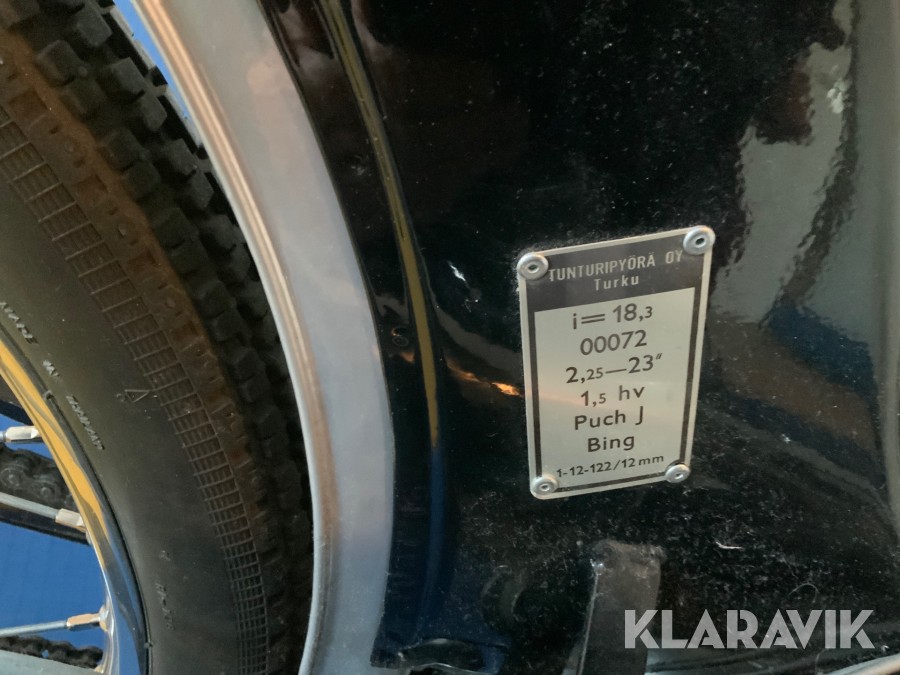 TUNTURIPYÖRÄ OY
Turku
i=18,3
00072
2,25—23"
1,5 hv
Puch J
Bing
1-12-122/12 mm
KLARAVIK